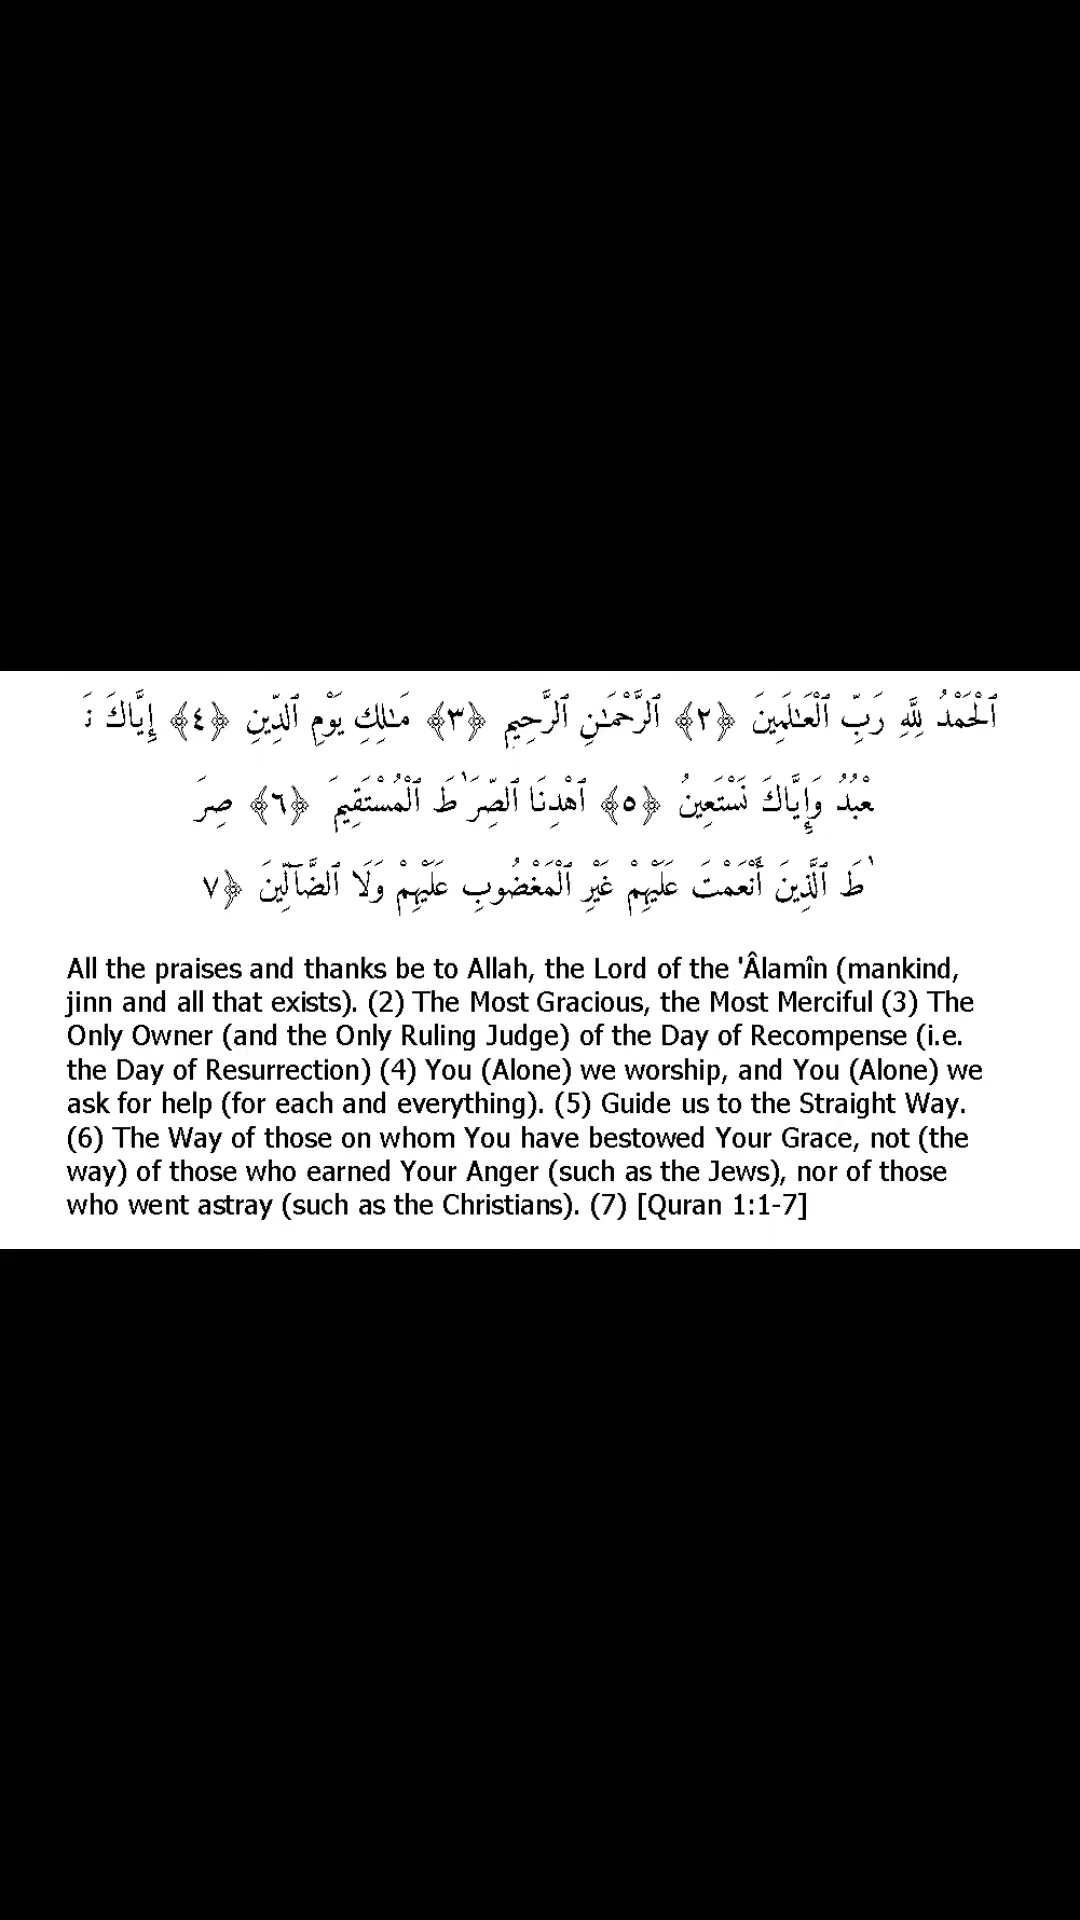 ٱلْحَمْدُ لِلَّهِ رَبِّ ٱلْعَـٰلَمِينَ ﴿٢﴾ ٱلرَّحْمَـٰنِ ٱلرَّحِيمِ ﴿٣﴾ مَـٰلِكِ يَوْمِ ٱلدِّينِ ﴿٤﴾ إِيَّاكَ نَ
عْبُدُ وَإِيَّاكَ نَسْتَعِينُ ﴿٥﴾ ٱهْدِنَا ٱلصِّرَ ٰطَ ٱلْمُسْتَقِيمَ ﴿٦﴾ صِرَ
ٰطَ ٱلَّذِينَ أَنْعَمْتَ عَلَيْهِمْ غَيْرِ ٱلْمَغْضُوبِ عَلَيْهِمْ وَلَا ٱلضَّآلِّينَ ﴿٧
All the praises and thanks be to Allah, the Lord of the 'Âlamîn (mankind,
jinn and all that exists). (2) The Most Gracious, the Most Merciful (3) The
Only Owner (and the Only Ruling Judge) of the Day of Recompense (i.e.
the Day of Resurrection) (4) You (Alone) we worship, and You (Alone) we
ask for help (for each and everything). (5) Guide us to the Straight Way.
(6) The Way of those on whom You have bestowed Your Grace, not (the
way) of those who earned Your Anger (such as the Jews), nor of those
who went astray (such as the Christians). (7) [Quran 1:1-7]